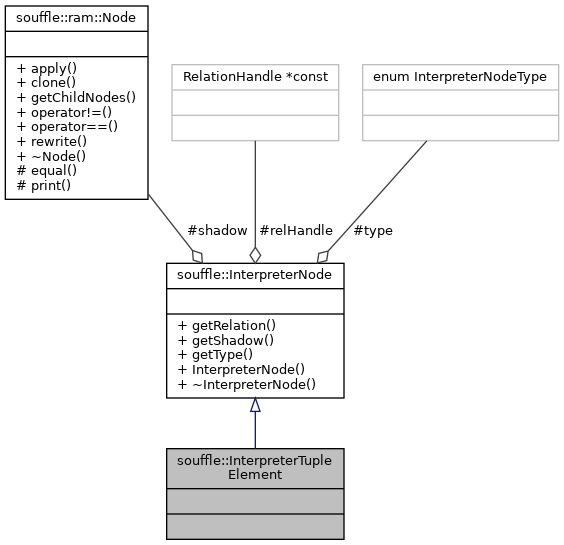 souffle::ram::Node
+ apply()
+ clone()
+ getChildNodes()
+ operator!=()
+ operator==()
+ rewrite()
+ ~Node()
# equal()
# print()
RelationHandle *const
enum InterpreterNodeType
#shadow
#relHandle
#type
souffle::InterpreterNode
+ getRelation()
+ getShadow()
+ getType()
+ InterpreterNode()
+ ~InterpreterNode()
souffle::InterpreterTuple
Element